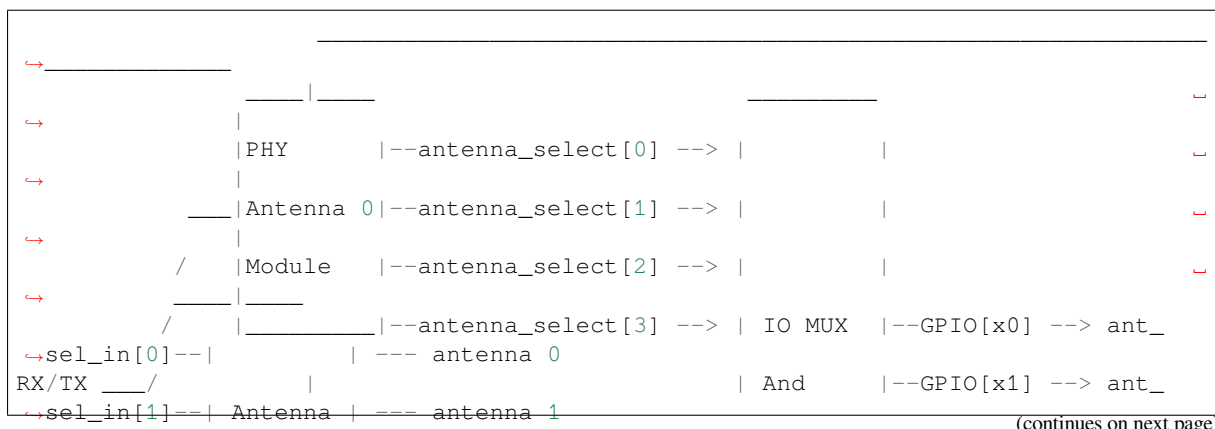 __________________________________________________________________
↪_____________
____|____ _________ ␣
↪ |
|PHY |--antenna_select[0] --> | | ␣
↪ |
___|Antenna 0|--antenna_select[1] --> | | ␣
↪ |
/ |Module |--antenna_select[2] --> | | ␣
↪ ____|____
/ |_________|--antenna_select[3] --> | IO MUX |--GPIO[x0] --> ant_
↪sel_in[0]--| | --- antenna 0
RX/TX ___/ | | And |--GPIO[x1] --> ant_
↪sel_in[1]--| Antenna | --- antenna 1
(continues on next page)